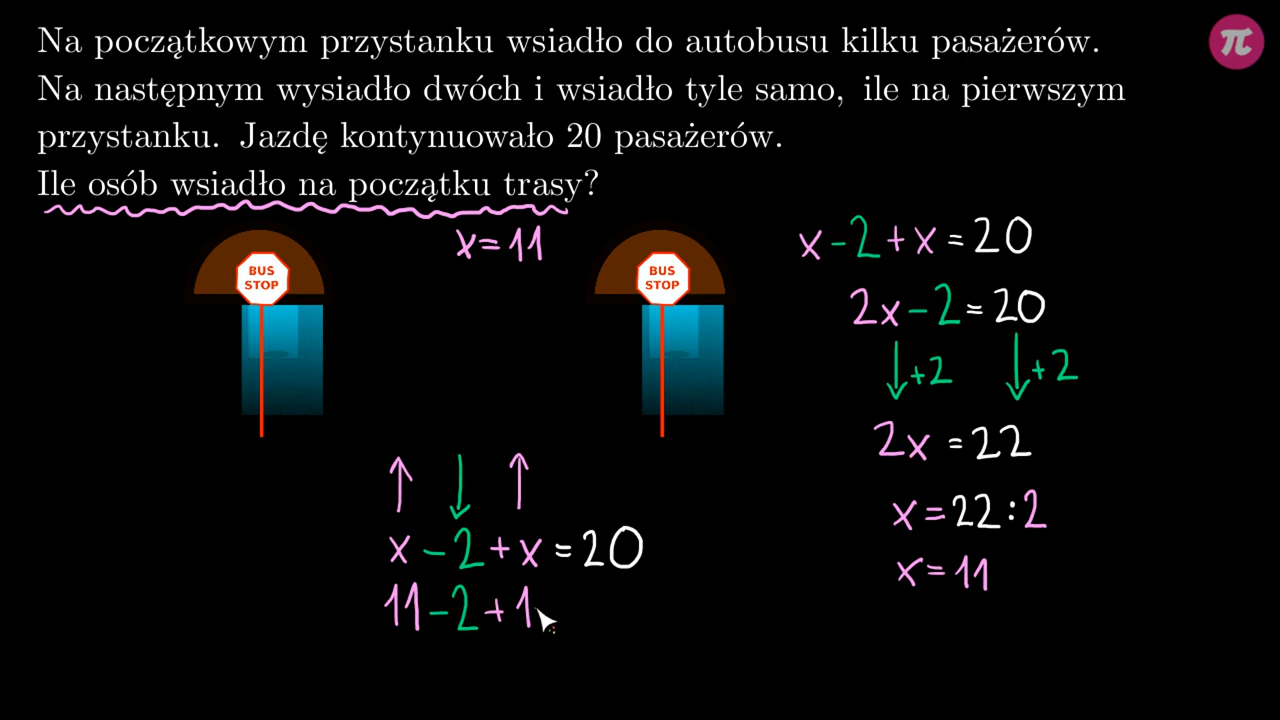 Na początkowym przystanku wsiadło do autobusu kilku pasażerów.
Na następnym wysiadło dwóch i wsiadło tyle samo, ile na pierwszym
przystanku. Jazdę kontynuowało 20 pasażerów.
Ile osób wsiadło na początku trasy?
π
x=11
BUS
STOP
BUS
STOP
x-2+x=20
2x-2=20
+2 +2
2x=22
x=22:2
x=11
x-2+x=20
11-2+1